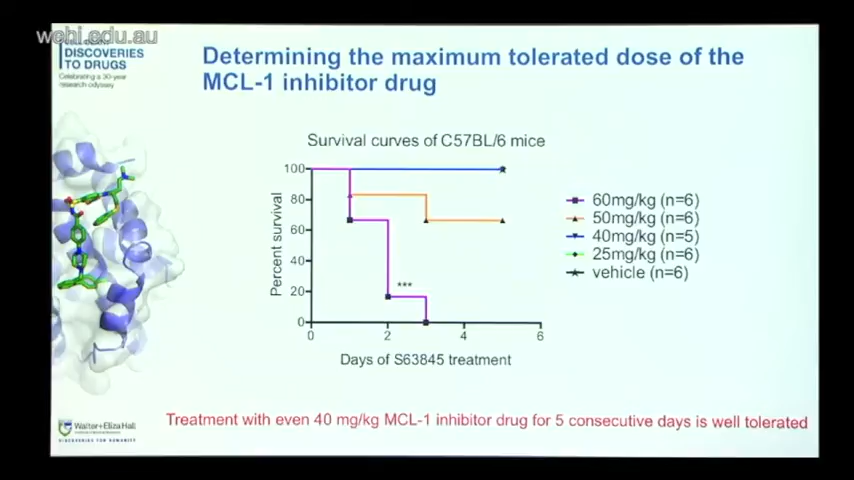 wehi.edu.au
DISCOVERIES
TO DRUGS
Celebrating a 30-year
research odyssey
Determining the maximum tolerated dose of the
MCL-1 inhibitor drug
Survival curves of C57BL/6 mice
Percent survival
100
80
60
40
20
0
***
0 2 4 6
Days of S63845 treatment
60mg/kg (n=6)
50mg/kg (n=6)
40mg/kg (n=5)
25mg/kg (n=6)
vehicle (n=6)
Walter+Eliza Hall
DISCOVERIES FOR HUMANITY
Treatment with even 40 mg/kg MCL-1 inhibitor drug for 5 consecutive days is well tolerated